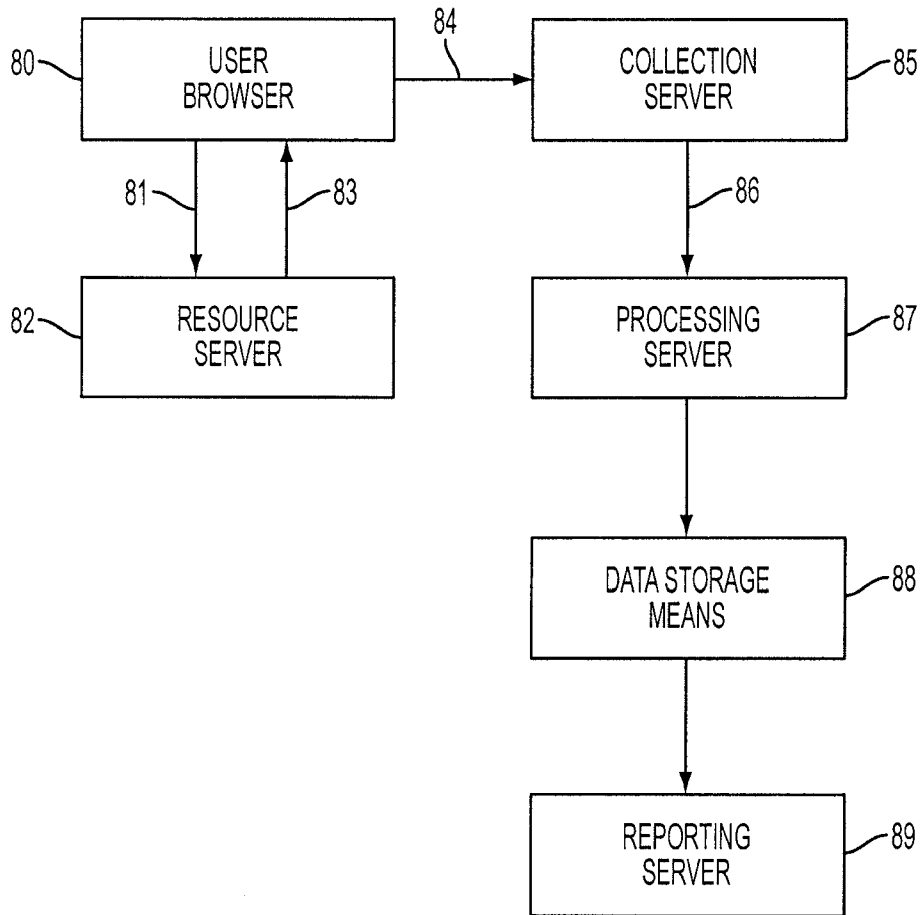 84
80
USER
BROWSER
COLLECTION
SERVER
85
81
83
86
82
RESOURCE
SERVER
PROCESSING
SERVER
87
DATA STORAGE
MEANS
88
REPORTING
SERVER
89